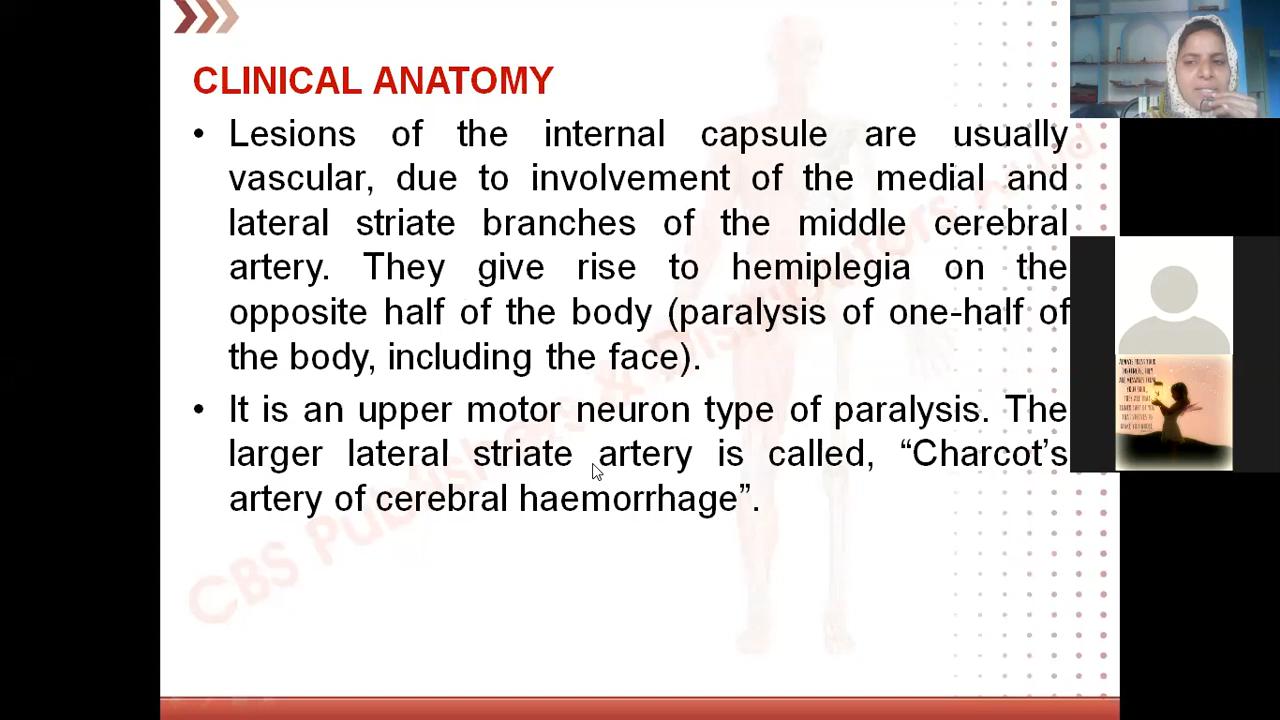 CLINICAL ANATOMY
• Lesions of the internal capsule are usually
vascular, due to involvement of the medial and
lateral striate branches of the middle cerebral
artery. They give rise to hemiplegia on the
opposite half of the body (paralysis of one-half of
the body, including the face).
• It is an upper motor neuron type of paralysis. The
larger lateral striate artery is called, “Charcot’s
artery of cerebral haemorrhage”.
CBS Publishers & Distributors